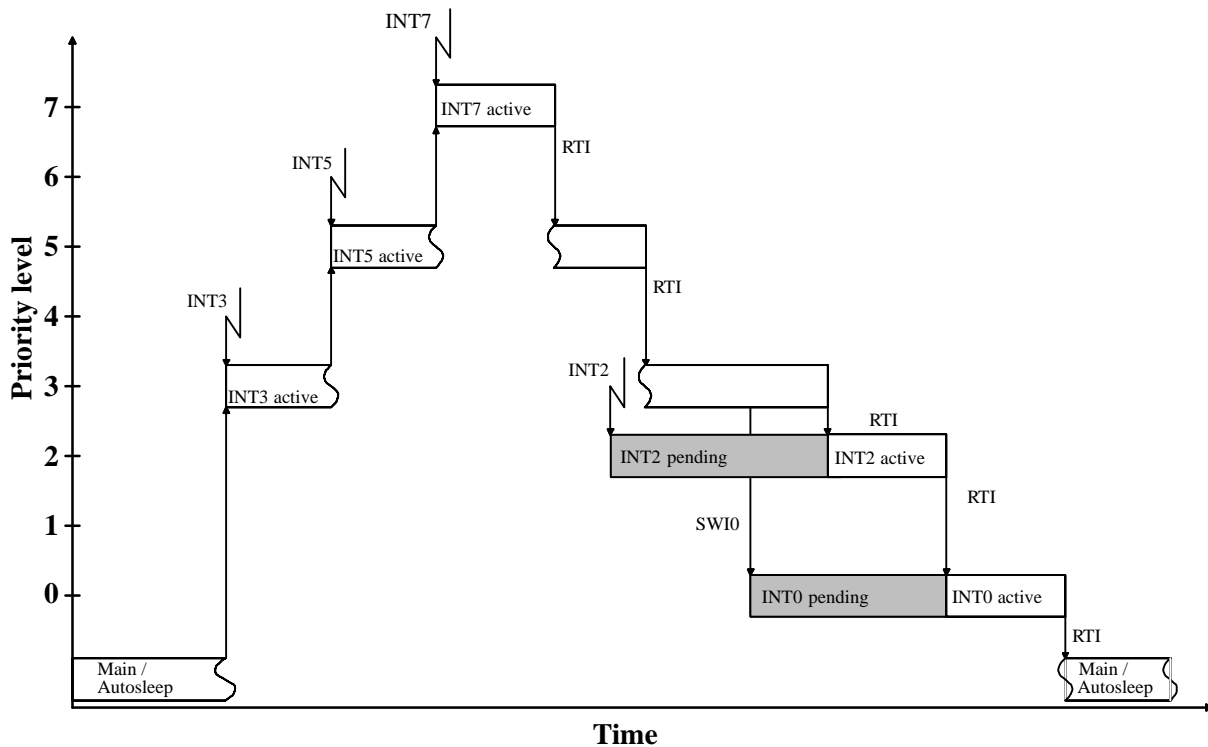 INT7
7
INT7 active
RTI
INT5
6
5
INT5 active
RTI
INT3
4
INT2
3
INT3 active
RTI
2
INT2 pending
INT2 active
RTI
1
SWI0
0
INT0 pending
INT0 active
RTI
Main /
Autosleep
Main /
Autosleep
Priority level
Time